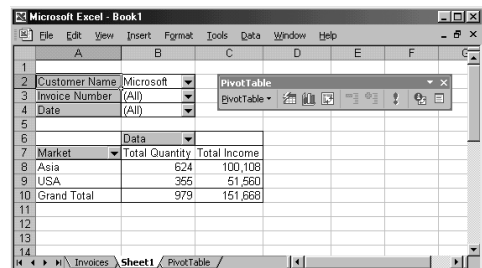 Microsoft Excel - Book1
File Edit View Insert Format Tools Data Window Help
A B C D E F G
1
2 Customer Name Microsoft PivotTable
3 Invoice Number (All) PivotTable
4 Date (All)
5
6 Data
7 Market Total Quantity Total Income
8 Asia 624 100,108
9 USA 355 51,560
10 Grand Total 979 151,668
11
12
13
14
Invoices Sheet1 PivotTable